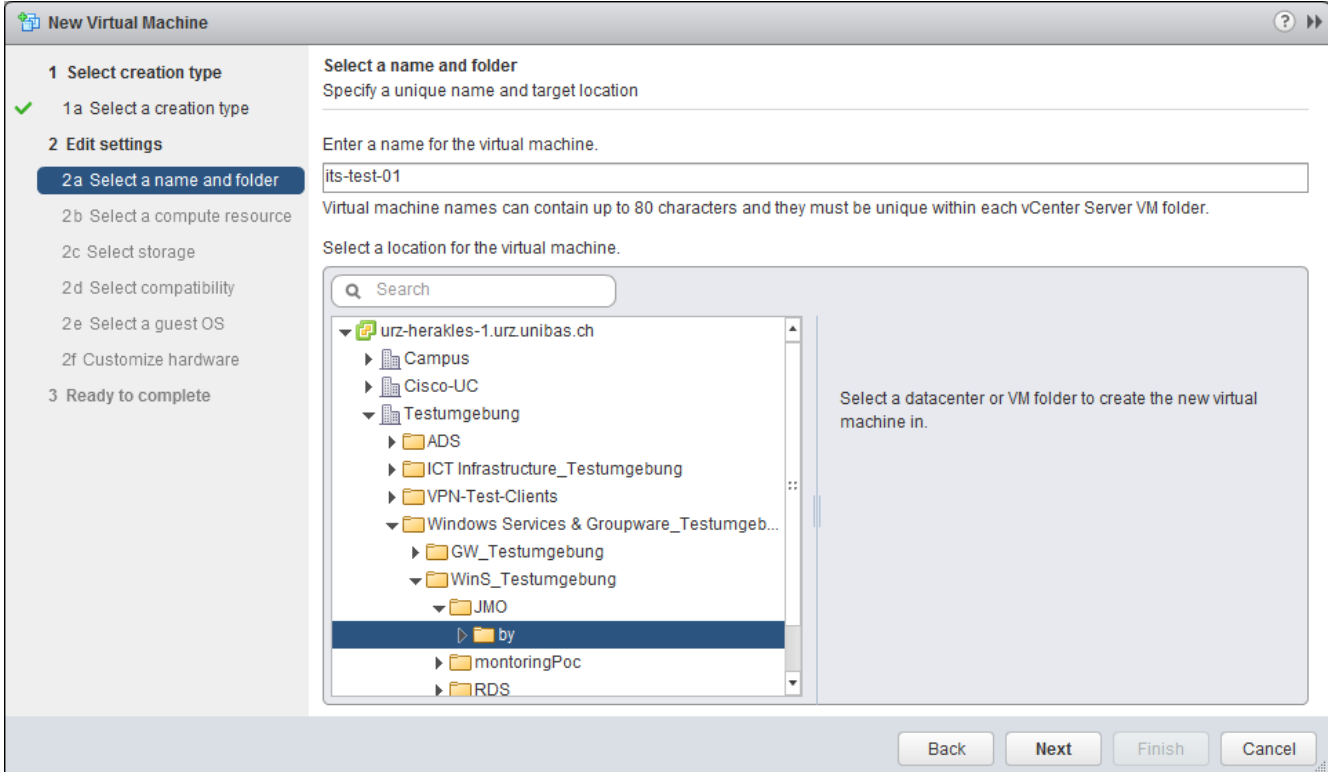 New Virtual Machine
1 Select creation type
1a Select a creation type
2 Edit settings
2a Select a name and folder
2b Select a compute resource
2c Select storage
2d Select compatibility
2e Select a guest OS
2f Customize hardware
3 Ready to complete
Select a name and folder
Specify a unique name and target location
Enter a name for the virtual machine.
its-test-01
Virtual machine names can contain up to 80 characters and they must be unique within each vCenter Server VM folder.
Select a location for the virtual machine.
Search
urz-herakles-1.urz.unibas.ch
Campus
Cisco-UC
Testumgebung
ADS
ICT Infrastructure_Testumgebung
VPN-Test-Clients
Windows Services & Groupware_Testumgeb...
GW_Testumgebung
WinS_Testumgebung
JMO
by
montoringPoc
RDS
Select a datacenter or VM folder to create the new virtual
machine in.
Back
Next
Finish
Cancel